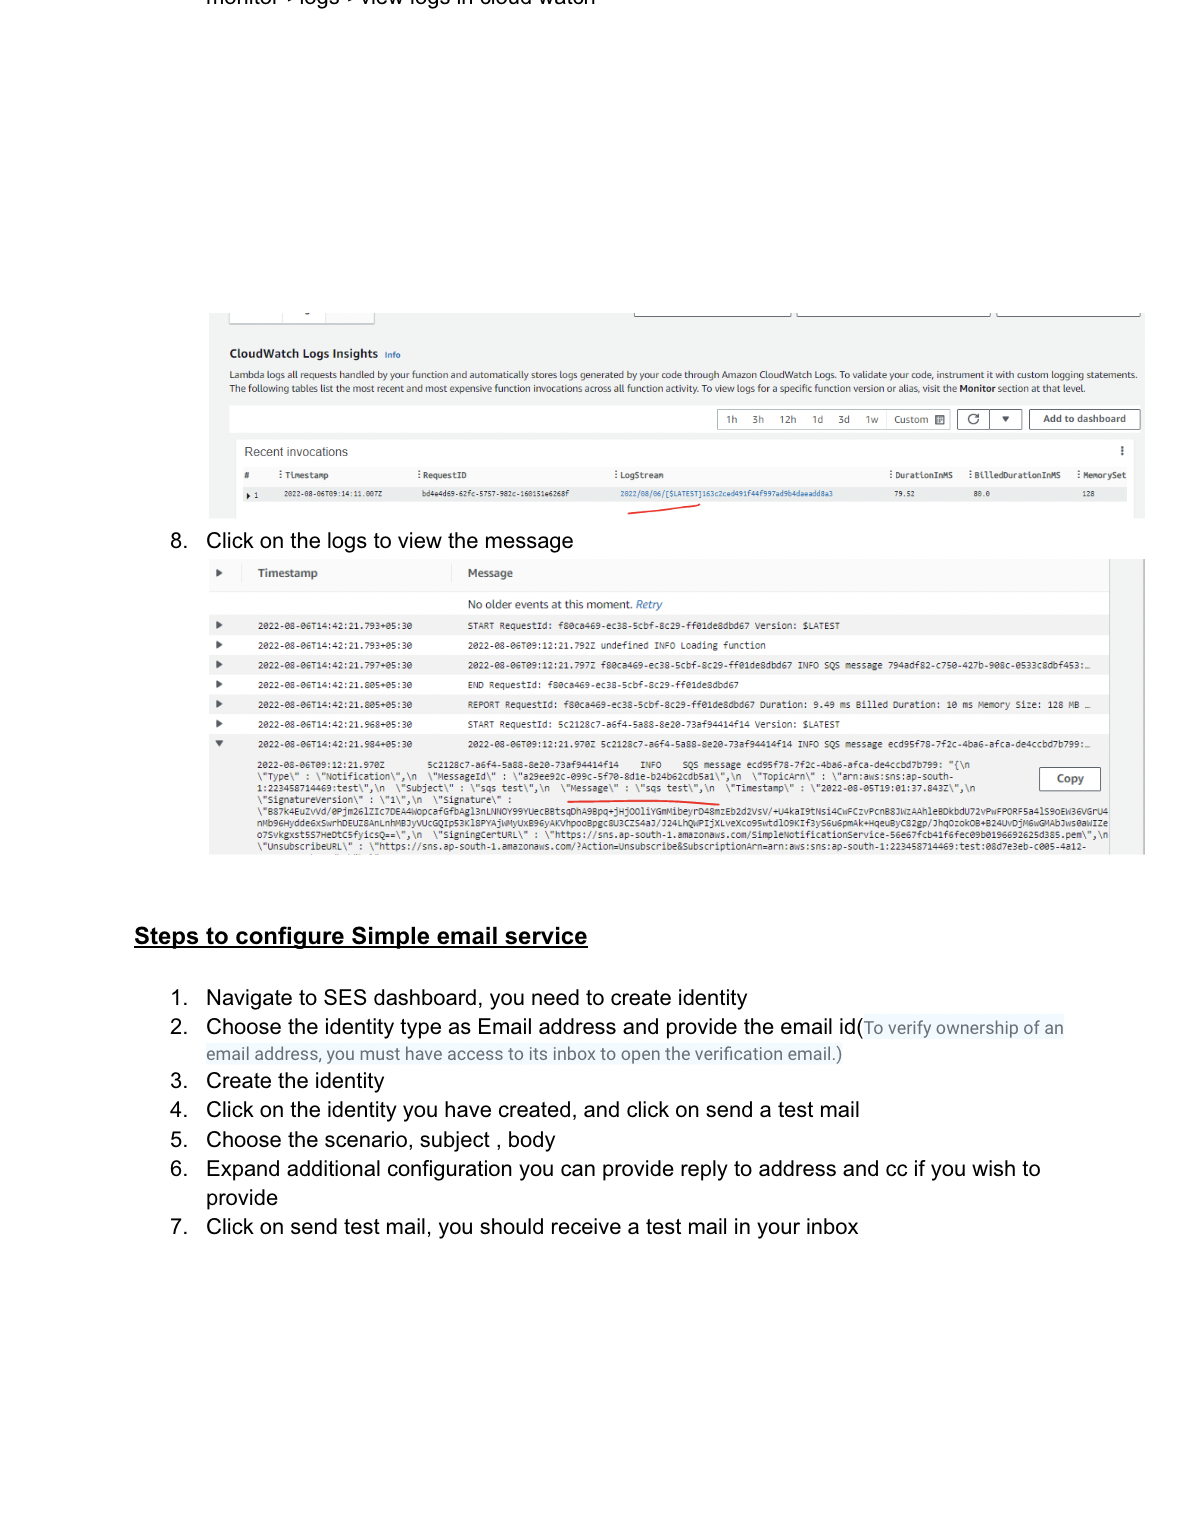 monitor > logs > view logs in cloud watch
CloudWatch Logs Insights Info
Lambda logs all requests handled by your function and automatically stores logs generated by your code through Amazon CloudWatch Logs. To validate your code, instrument it with custom logging statements.
The following tables list the most recent and most expensive function invocations across all function activity. To view logs for a specific function version or alias, visit the Monitor section at that level.
1h 3h 12h 1d 3d 1w Custom Add to dashboard
Recent invocations
# Timestamp RequestID LogStream DurationInMS BilledDurationInMS MemorySet
1 2022-08-06T09:14:11.007Z bd4e4d69-62fc-5757-982c-160151e6268f 2022/08/06/[$LATEST]163c2ced491f44f997ad9b4daeadd8a3 79.52 80.0 128
8. Click on the logs to view the message
Timestamp Message
No older events at this moment. Retry
2022-08-06T14:42:21.793+05:30 START RequestId: f80ca469-ec38-5cbf-8c29-ff01de8dbd67 Version: $LATEST
2022-08-06T14:42:21.793+05:30 2022-08-06T09:12:21.792Z undefined INFO Loading function
2022-08-06T14:42:21.797+05:30 2022-08-06T09:12:21.797Z f80ca469-ec38-5cbf-8c29-ff01de8dbd67 INFO SQS message 794adf82-c750-427b-908c-0533c8dbf453:…
2022-08-06T14:42:21.805+05:30 END RequestId: f80ca469-ec38-5cbf-8c29-ff01de8dbd67
2022-08-06T14:42:21.805+05:30 REPORT RequestId: f80ca469-ec38-5cbf-8c29-ff01de8dbd67 Duration: 9.49 ms Billed Duration: 10 ms Memory Size: 128 MB …
2022-08-06T14:42:21.968+05:30 START RequestId: 5c2128c7-a6f4-5a88-8e20-73af94414f14 Version: $LATEST
2022-08-06T14:42:21.984+05:30 2022-08-06T09:12:21.970Z 5c2128c7-a6f4-5a88-8e20-73af94414f14 INFO SQS message ecd95f78-7f2c-4ba6-afca-de4ccbd7b799:…
2022-08-06T09:12:21.970Z 5c2128c7-a6f4-5a88-8e20-73af94414f14 INFO SQS message ecd95f78-7f2c-4ba6-afca-de4ccbd7b799: "{\n
\"Type\" : \"Notification\",\n \"MessageId\" : \"a29ee92c-099c-5f70-8d1e-b24b62cdb5a1\",\n \"TopicArn\" : \"arn:aws:sns:ap-south-
Copy
1:223458714469:test\",\n \"Subject\" : \"sqs test\",\n \"Message\" : \"sqs test\",\n \"Timestamp\" : \"2022-08-05T19:01:37.843Z\",\n
\"SignatureVersion\" : \"1\",\n \"Signature\" :
\"SigningCertURL\" : \"https://sns.ap-south-1.amazonaws.com/SimpleNotificationService-56e67fcb41f6fec09b0196692625d385.pem\",\n
\"UnsubscribeURL\" : \"https://sns.ap-south-1.amazonaws.com/?Action=Unsubscribe&SubscriptionArn=arn:aws:sns:ap-south-1:223458714469:test:08d7e3eb-c005-4a12-
Steps to configure Simple email service
1. Navigate to SES dashboard, you need to create identity
2. Choose the identity type as Email address and provide the email id(To verify ownership of an
email address, you must have access to its inbox to open the verification email.)
3. Create the identity
4. Click on the identity you have created, and click on send a test mail
5. Choose the scenario, subject , body
6. Expand additional configuration you can provide reply to address and cc if you wish to
provide
7. Click on send test mail, you should receive a test mail in your inbox